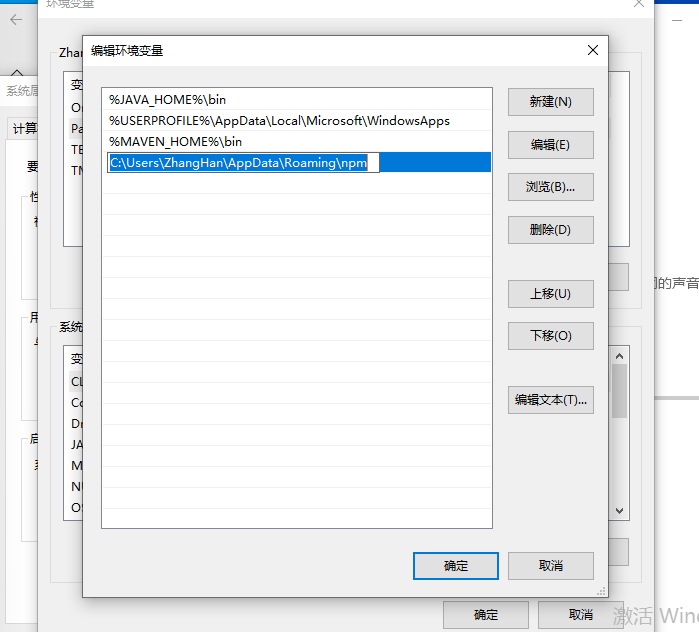 环境变量
编辑环境变量
%JAVA_HOME%\bin
%USERPROFILE%\AppData\Local\Microsoft\WindowsApps
%MAVEN_HOME%\bin
C:\Users\ZhangHan\AppData\Roaming\npm
新建(N)
编辑(E)
浏览(B)...
删除(D)
上移(U)
下移(O)
编辑文本(T)...
确定
取消
Zhan
变
Pa
系统属
计算
要
用
启
系统
变
CL
Co
Dr
JA
M
NU
OS
的声音
确定
取消
激活 Wind